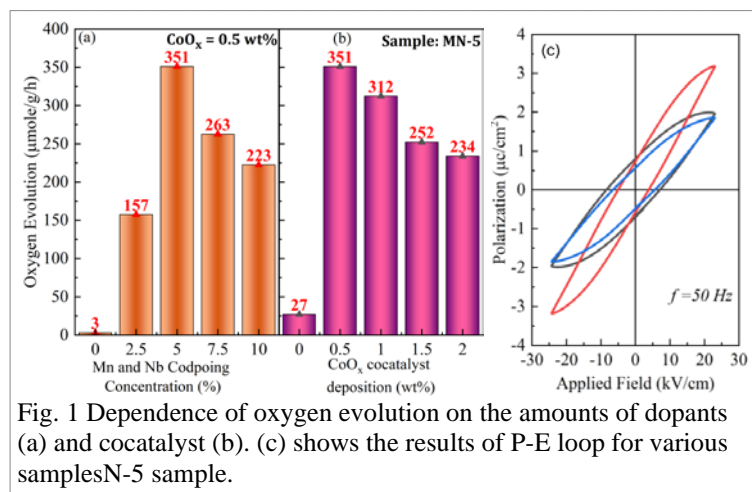 (a) CoOx = 0.5 wt%
Oxygen Evolution (μmole/g/h)
400
350
300
250
200
150
100
50
0
3
157
351
263
223
0 2.5 5 7.5 10
Mn and Nb Codpoing
Concentration (%)
(b) Sample: MN-5
27
351
312
252
234
0 0.5 1 1.5 2
CoOx cocatalyst
deposition (wt%)
(c)
Polarization (μc/cm²)
4
3
2
1
0
-1
-2
-3
-4
f = 50 Hz
-30 -20 -10 0 10 20 30
Applied Field (kV/cm)
Fig. 1 Dependence of oxygen evolution on the amounts of dopants
(a) and cocatalyst (b). (c) shows the results of P-E loop for various
samplesN-5 sample.